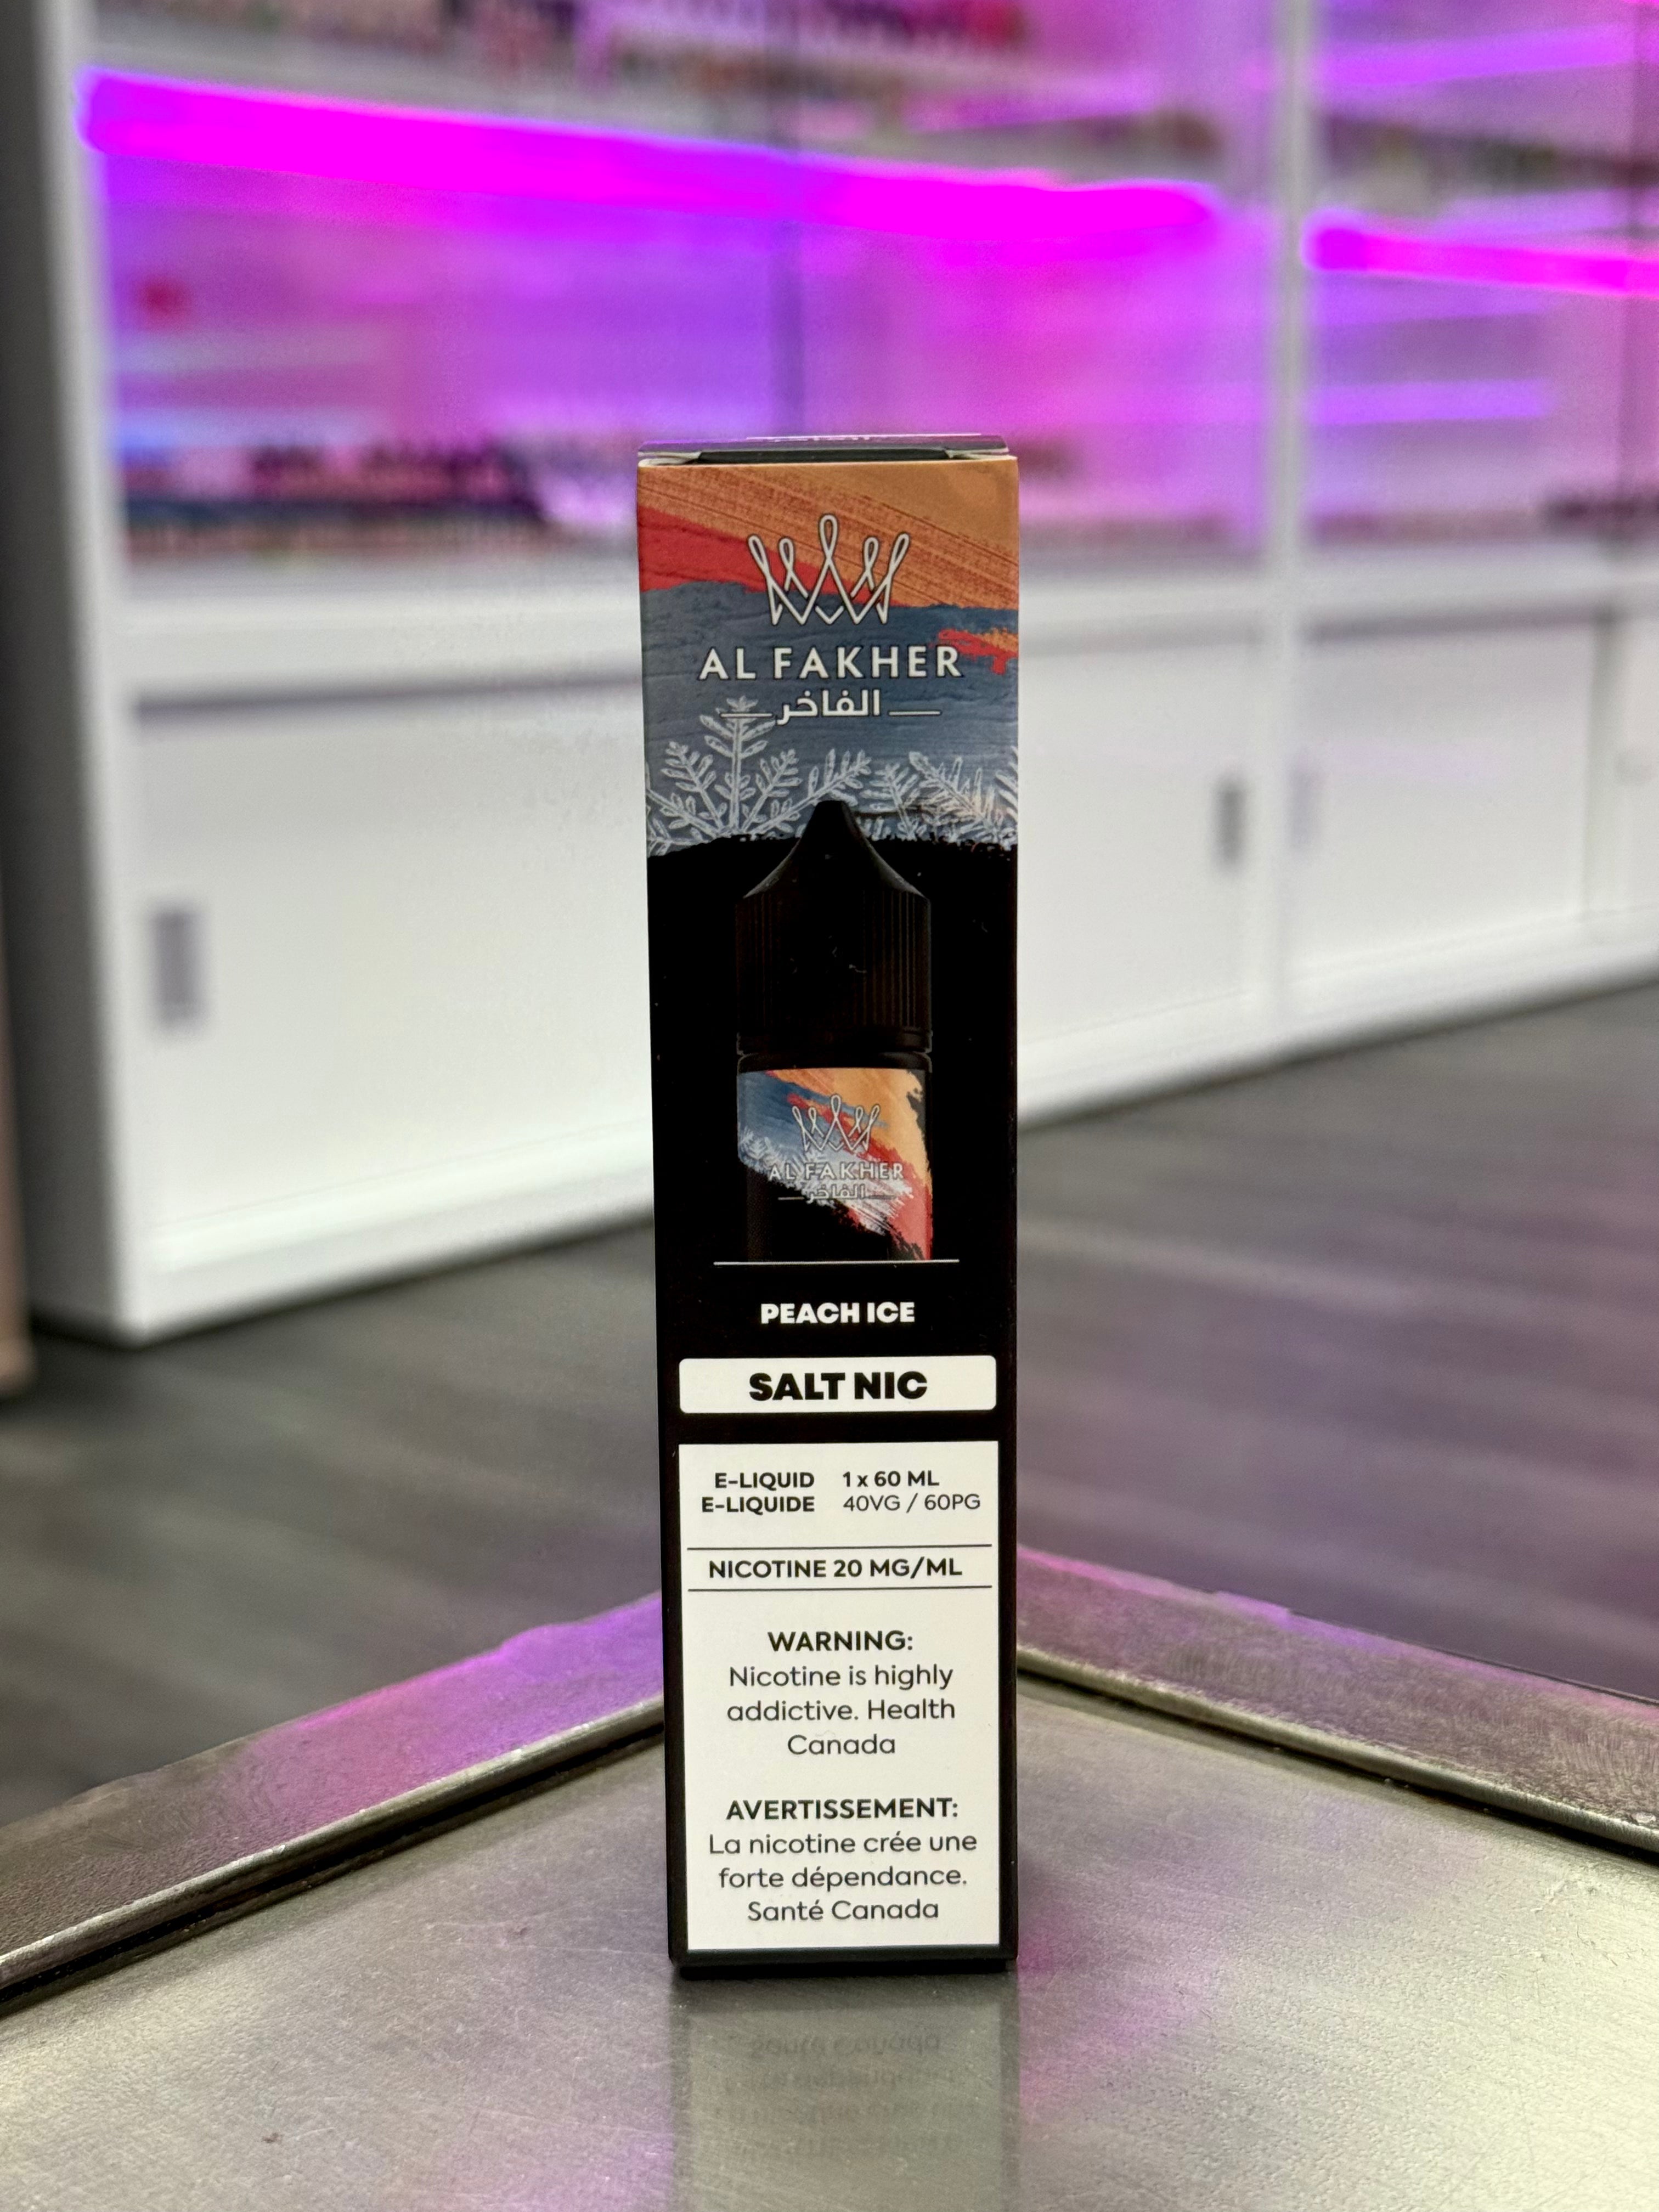 AL FAKHER
الفاخر
AL FAKHER
الفاخر
PEACH ICE
SALT NIC
E-LIQUID 1 x 60 ML
E-LIQUIDE 40VG / 60PG
NICOTINE 20 MG/ML
WARNING:
Nicotine is highly
addictive. Health
Canada
AVERTISSEMENT:
La nicotine crée une
forte dépendance.
Santé Canada